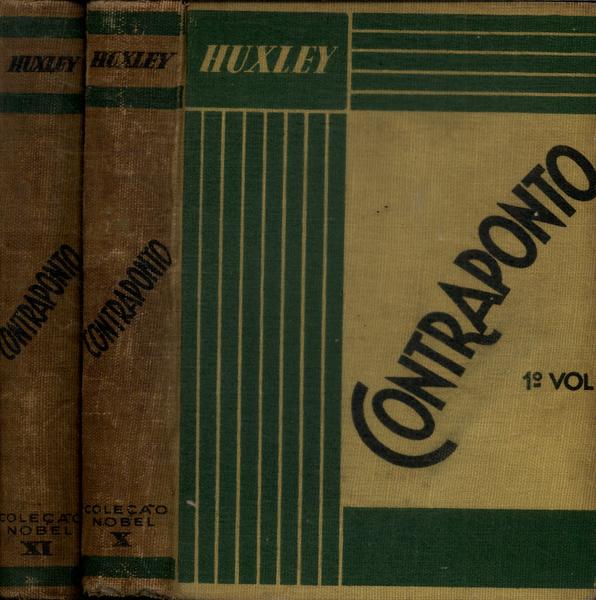 HUXLEY
CONTRAPONTO
COLEÇÃO
NOBEL
XI
HUXLEY
CONTRAPONTO
COLEÇÃO
NOBEL
X
HUXLEY
CONTRAPONTO
1º VOL